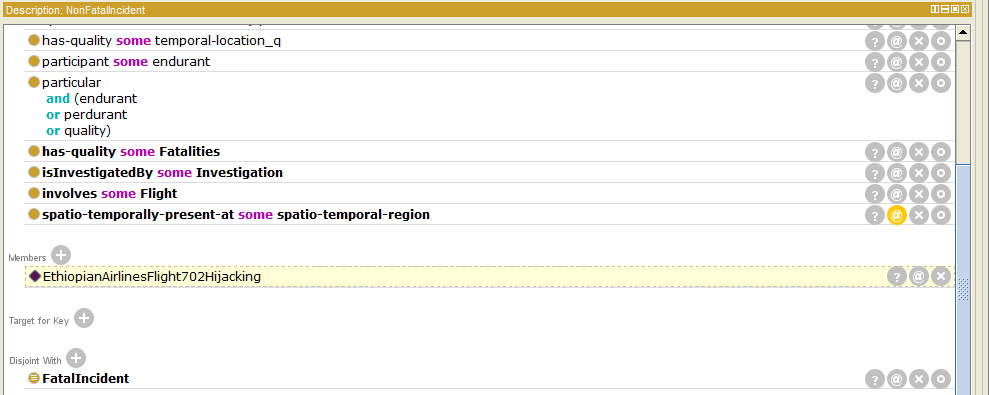 Description: NonFatalIncident
has-quality some temporal-location_q
participant some endurant
particular
and (endurant
or perdurant
or quality)
has-quality some Fatalities
isInvestigatedBy some Investigation
involves some Flight
spatio-temporally-present-at some spatio-temporal-region
Members
EthiopianAirlinesFlight702Hijacking
Target for Key
Disjoint With
FatalIncident